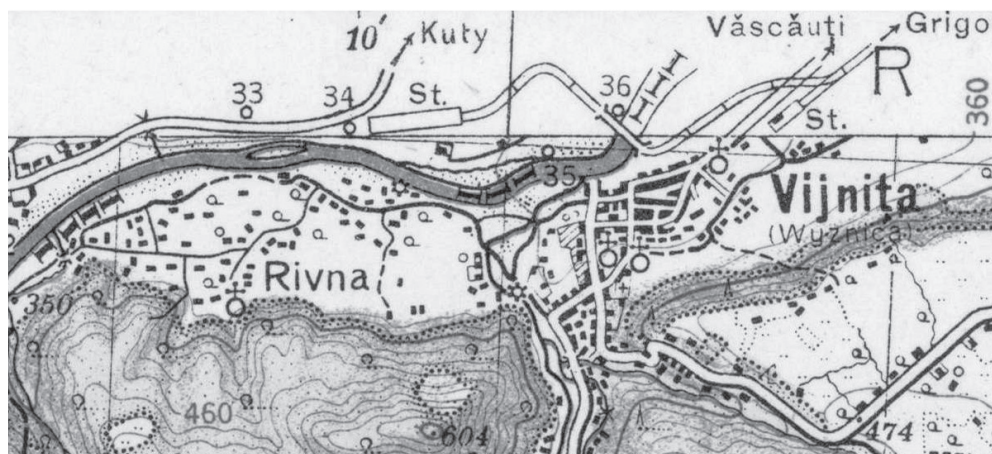 10'
Kuty
Văscăuți
Grigo
R
33
34
St.
36
St.
360
35
Vijnita
(Wyżnica)
Rivna
350
460
604
474